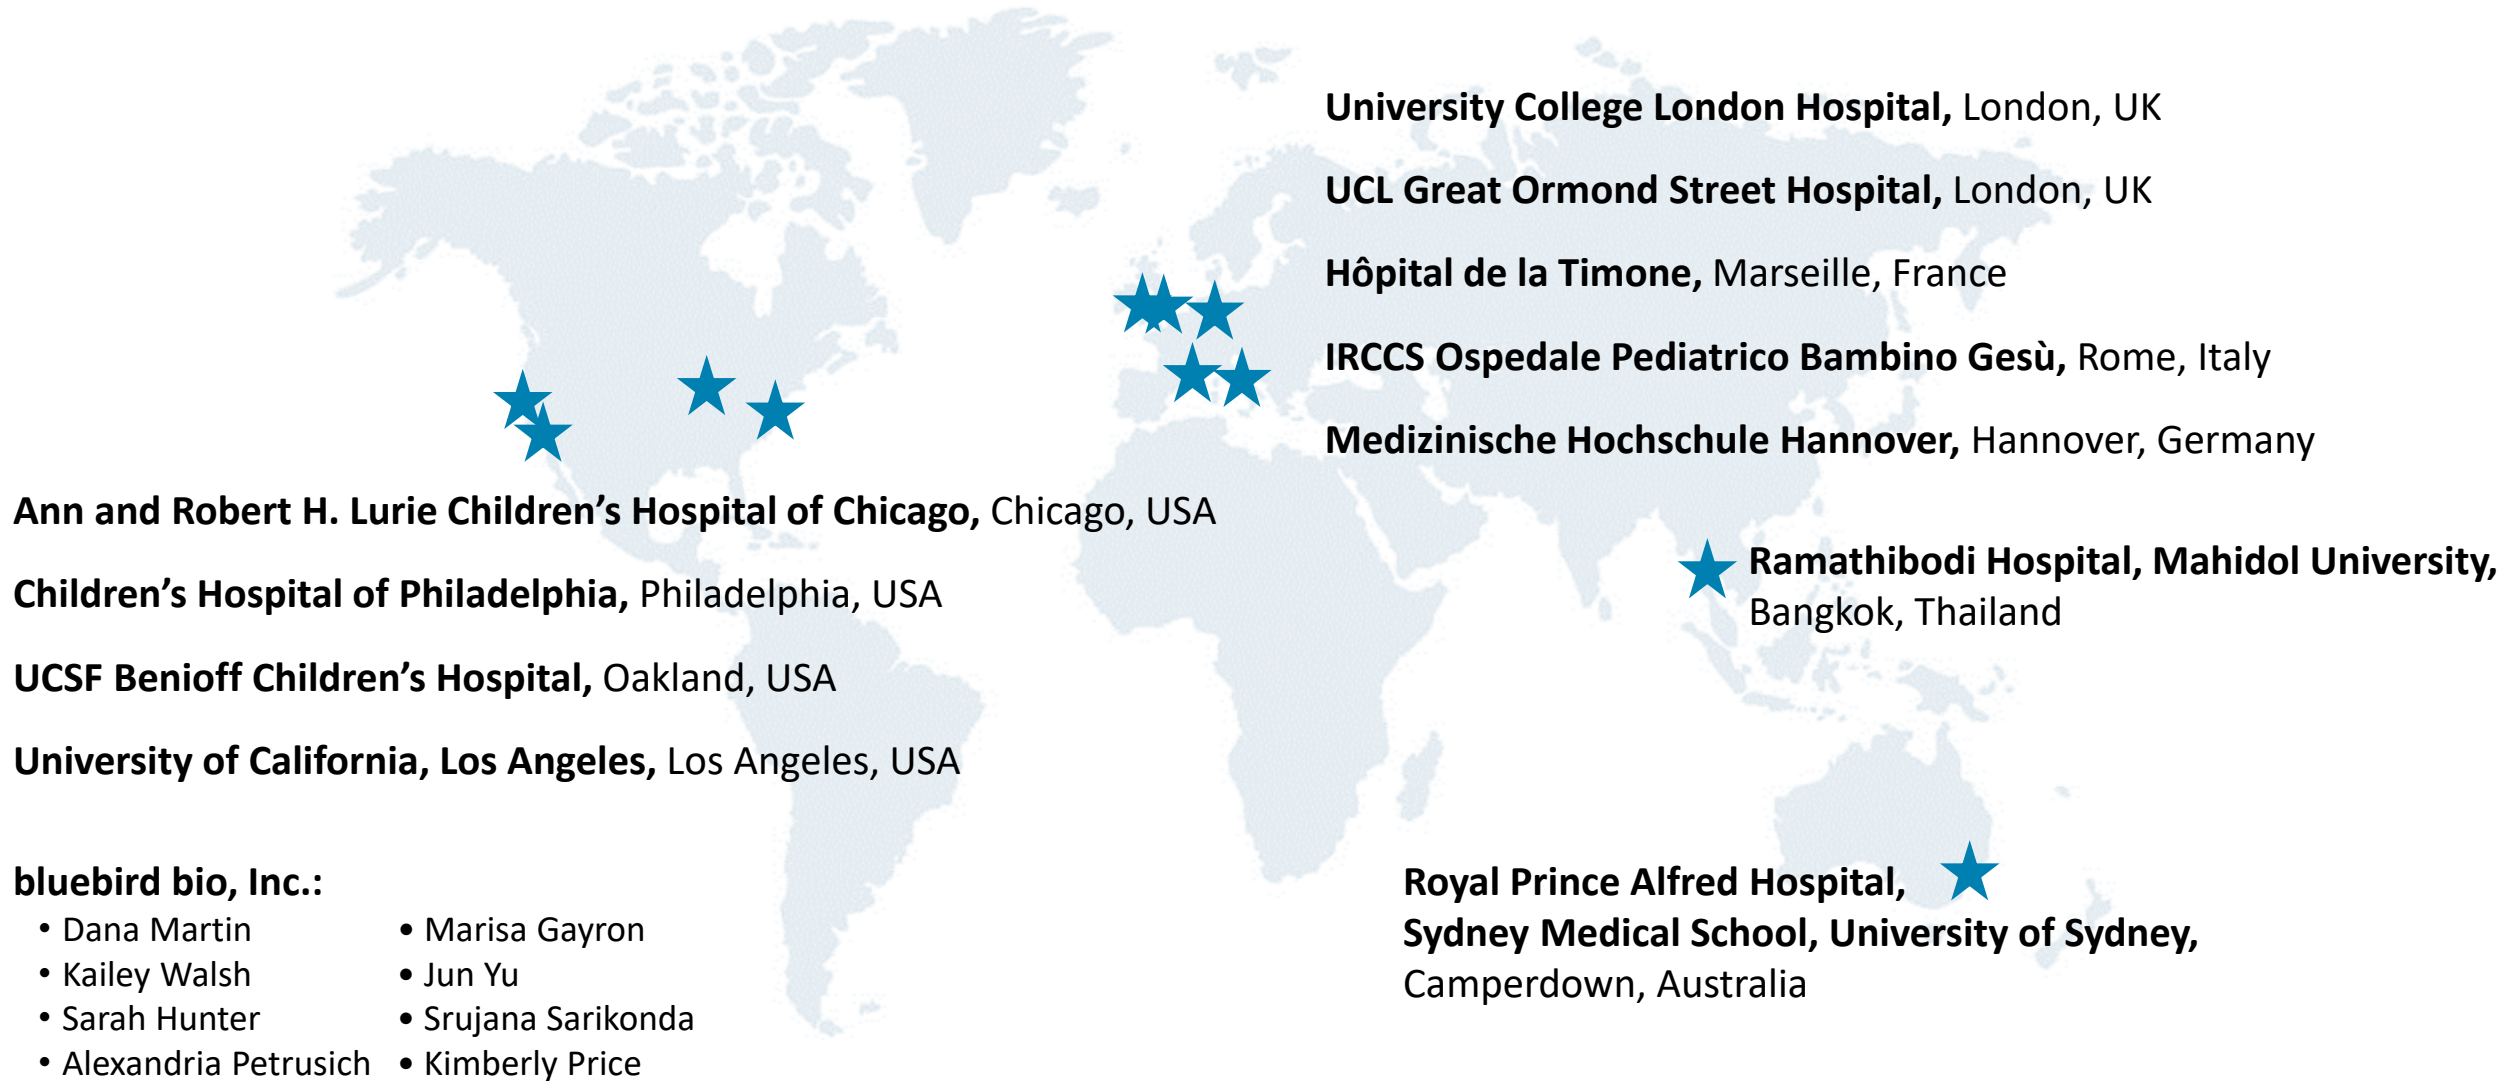 University College London Hospital, London, UK
UCL Great Ormond Street Hospital, London, UK
Hôpital de la Timone, Marseille, France
IRCCS Ospedale Pediatrico Bambino Gesù, Rome, Italy
Medizinische Hochschule Hannover, Hannover, Germany
Ann and Robert H. Lurie Children’s Hospital of Chicago, Chicago, USA
Children’s Hospital of Philadelphia, Philadelphia, USA
UCSF Benioff Children’s Hospital, Oakland, USA
University of California, Los Angeles, Los Angeles, USA
Ramathibodi Hospital, Mahidol University,
Bangkok, Thailand
Royal Prince Alfred Hospital,
Sydney Medical School, University of Sydney,
Camperdown, Australia
bluebird bio, Inc.:
• Dana Martin
• Kailey Walsh
• Sarah Hunter
• Alexandria Petrusich
• Marisa Gayron
• Jun Yu
• Srujana Sarikonda
• Kimberly Price